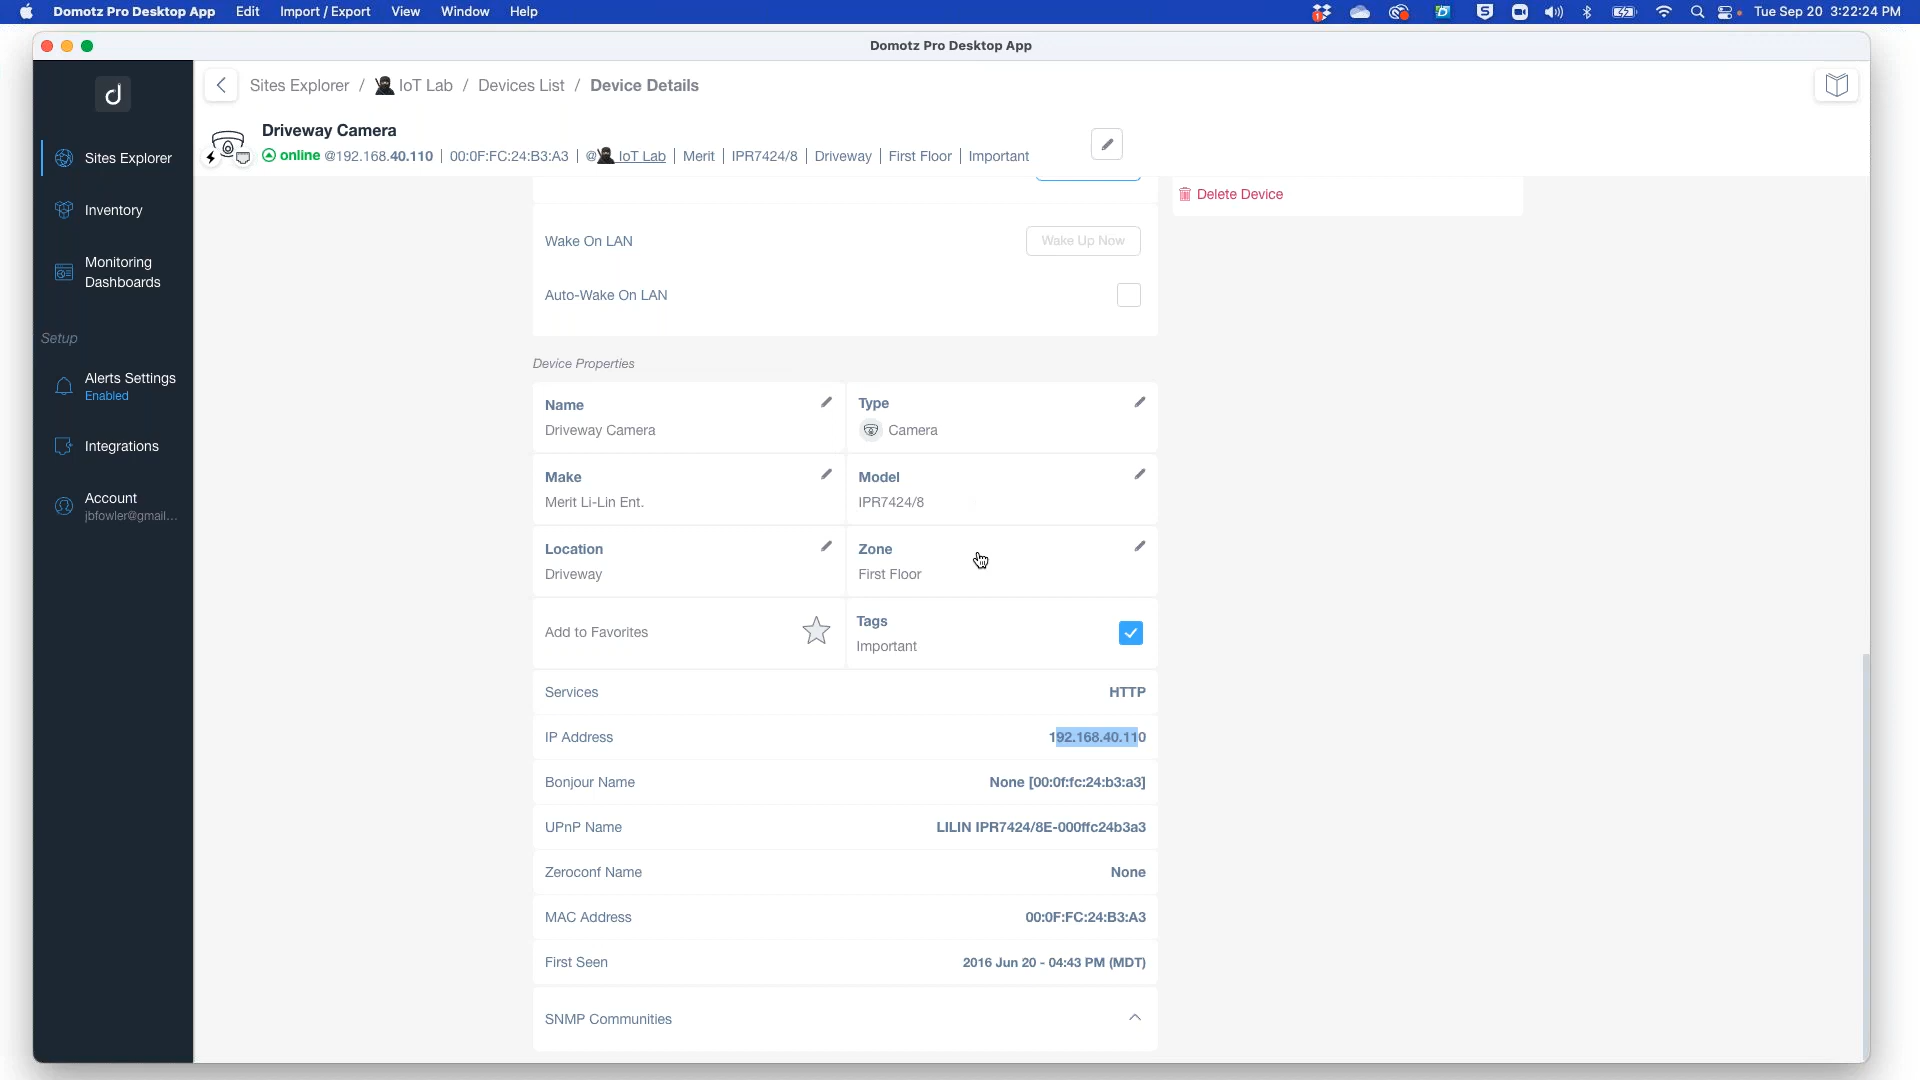 Domotz Pro Desktop App Edit Import / Export View Window Help Tue Sep 20 3:22:24 PM
Domotz Pro Desktop App
d
Sites Explorer / IoT Lab / Devices List / Device Details
Driveway Camera
online @192.168.40.110 | 00:0F:FC:24:B3:A3 | @ IoT Lab | Merit | IPR7424/8 | Driveway | First Floor | Important
Sites Explorer
Inventory
Monitoring
Dashboards
Setup
Alerts Settings
Enabled
Integrations
Account
jbfowler@gmail...
Delete Device
Wake On LAN Wake Up Now
Auto-Wake On LAN
Device Properties
Name
Driveway Camera
Type
Camera
Make
Merit Li-Lin Ent.
Model
IPR7424/8
Location
Driveway
Zone
First Floor
Add to Favorites
Tags
Important
Services HTTP
IP Address 192.168.40.110
Bonjour Name None [00:0f:fc:24:b3:a3]
UPnP Name LILIN IPR7424/8E-000ffc24b3a3
Zeroconf Name None
MAC Address 00:0F:FC:24:B3:A3
First Seen 2016 Jun 20 - 04:43 PM (MDT)
SNMP Communities